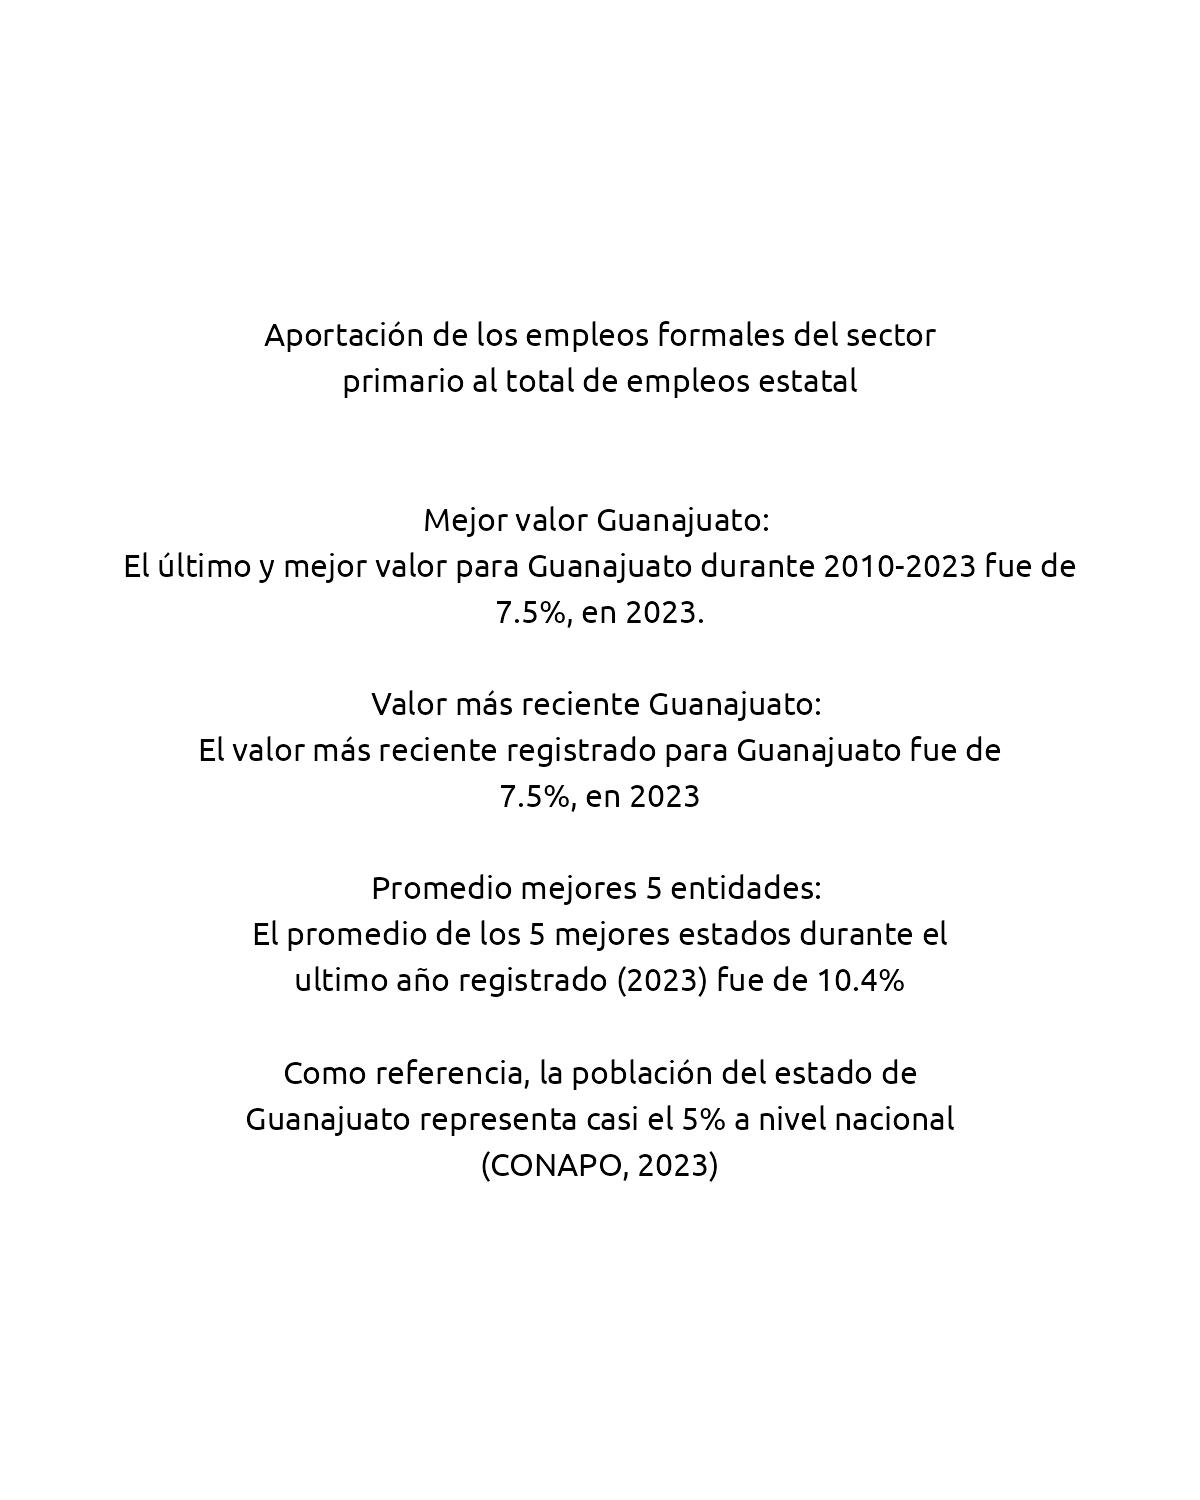 Aportación de los empleos formales del sector
primario al total de empleos estatal
Mejor valor Guanajuato:
El último y mejor valor para Guanajuato durante 2010-2023 fue de
7.5%, en 2023.
Valor más reciente Guanajuato:
El valor más reciente registrado para Guanajuato fue de
7.5%, en 2023
Promedio mejores 5 entidades:
El promedio de los 5 mejores estados durante el
ultimo año registrado (2023) fue de 10.4%
Como referencia, la población del estado de
Guanajuato representa casi el 5% a nivel nacional
(CONAPO, 2023)